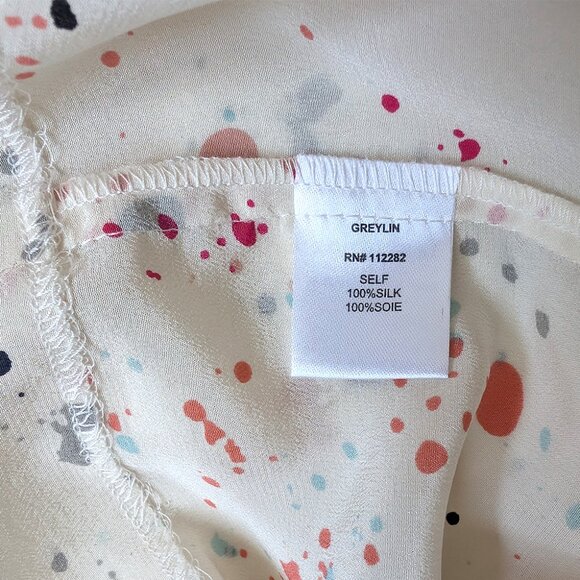 GREYLIN
RN# 112282
SELF
100%SILK
100%SOIE